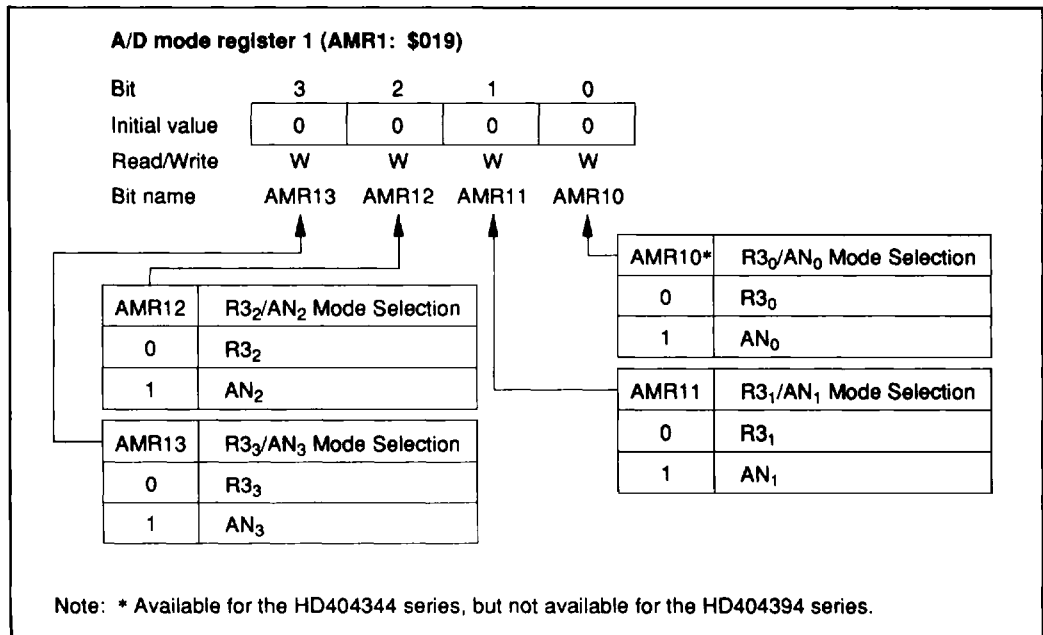 A/D mode register 1 (AMR1: $019)
Bit 3 2 1 0
Initial value 0 0 0 0
Read/Write W W W W
Bit name AMR13 AMR12 AMR11 AMR10
AMR10* R3₀/AN₀ Mode Selection
0 R3₀
1 AN₀
AMR12 R3₂/AN₂ Mode Selection
0 R3₂
1 AN₂
AMR11 R3₁/AN₁ Mode Selection
0 R3₁
1 AN₁
AMR13 R3₃/AN₃ Mode Selection
0 R3₃
1 AN₃
Note: * Available for the HD404344 series, but not available for the HD404394 series.